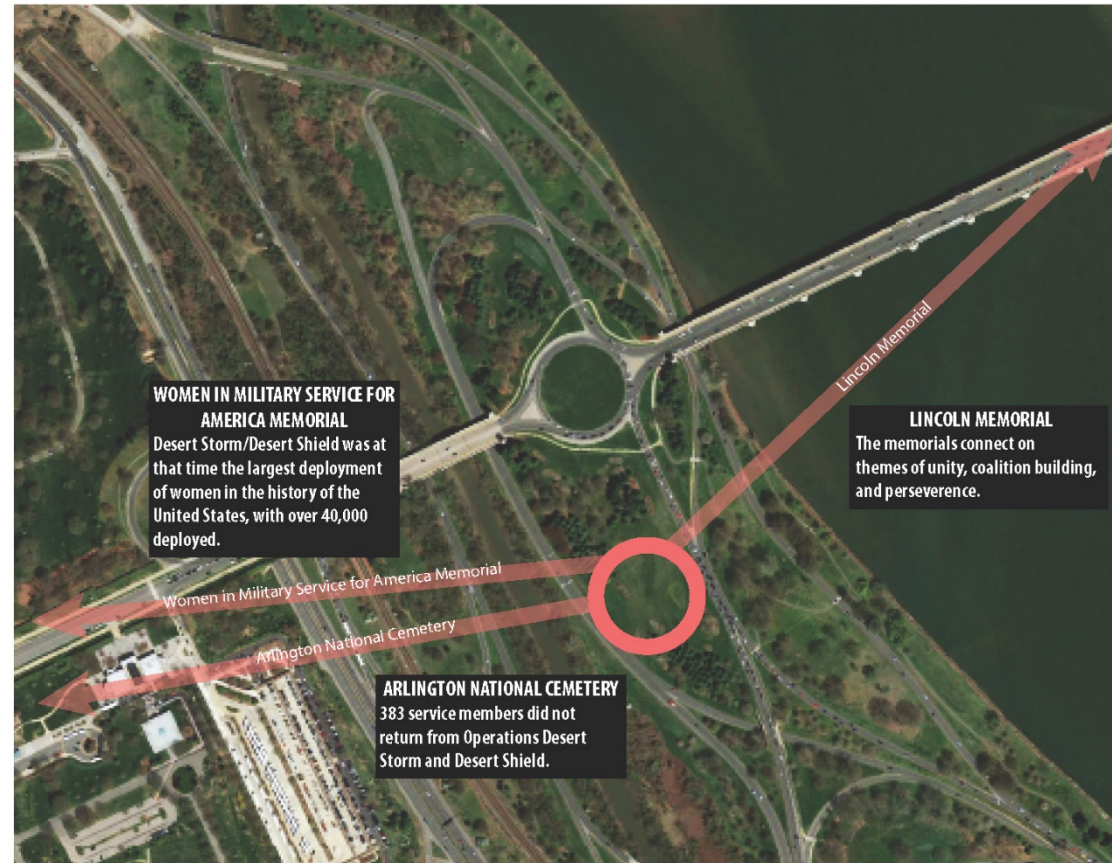 Lincoln Memorial
WOMEN IN MILITARY SERVICE FOR
AMERICA MEMORIAL
Desert Storm/Desert Shield was at
that time the largest deployment
of women in the history of the
United States, with over 40,000
deployed.
LINCOLN MEMORIAL
The memorials connect on
themes of unity, coalition building,
and perseverence.
Women in Military Service for America Memorial
Arlington National Cemetery
ARLINGTON NATIONAL CEMETERY
383 service members did not
return from Operations Desert
Storm and Desert Shield.